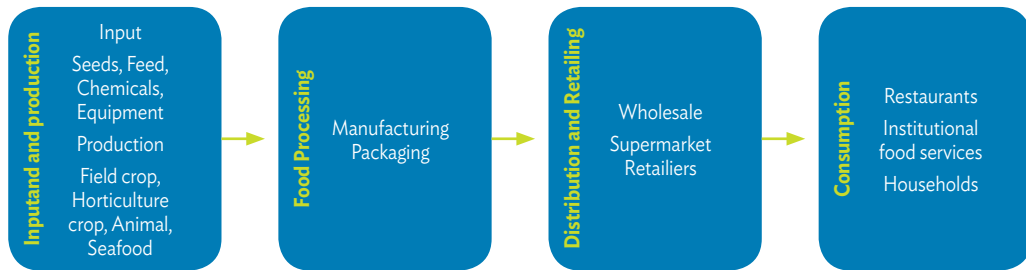 Inputand and production
Input
Seeds, Feed,
Chemicals,
Equipment
Production
Field crop,
Horticulture
crop, Animal,
Seafood
Food Processing
Manufacturing
Packaging
Distribution and Retailing
Wholesale
Supermarket
Retailiers
Consumption
Restaurants
Institutional
food services
Households